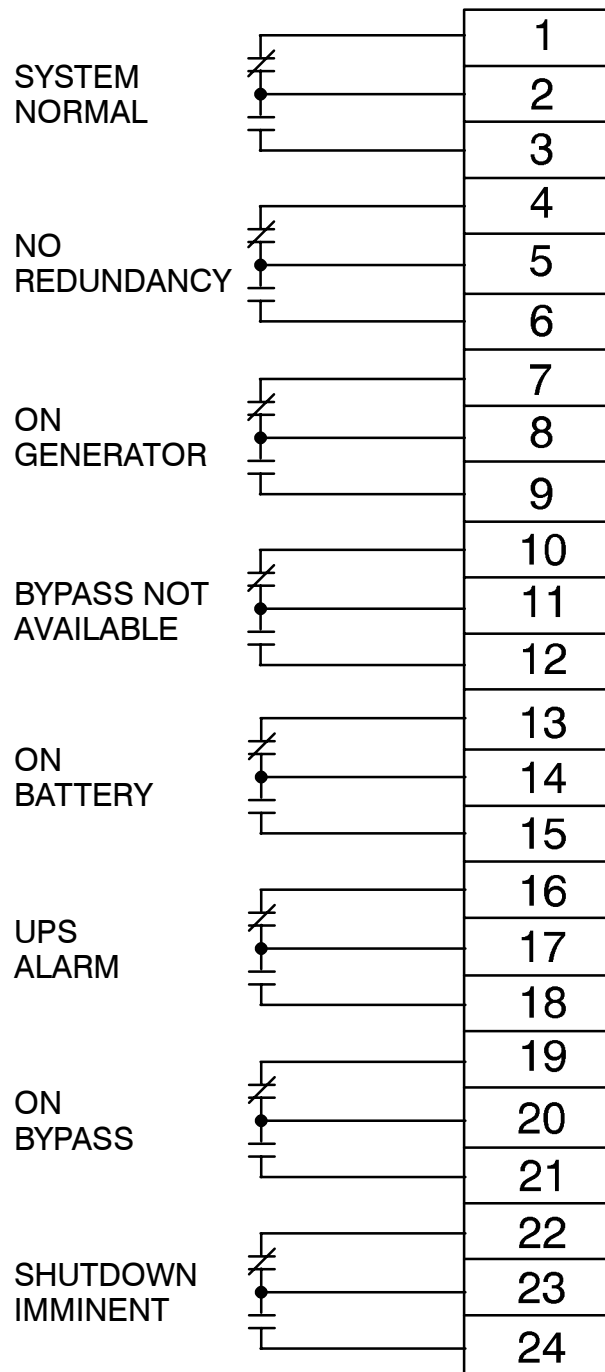 1
SYSTEM
NORMAL
2
3
4
NO
REDUNDANCY
5
6
7
ON
GENERATOR
8
9
10
BYPASS NOT
AVAILABLE
11
12
13
ON
BATTERY
14
15
16
UPS
ALARM
17
18
19
ON
BYPASS
20
21
22
SHUTDOWN
IMMINENT
23
24